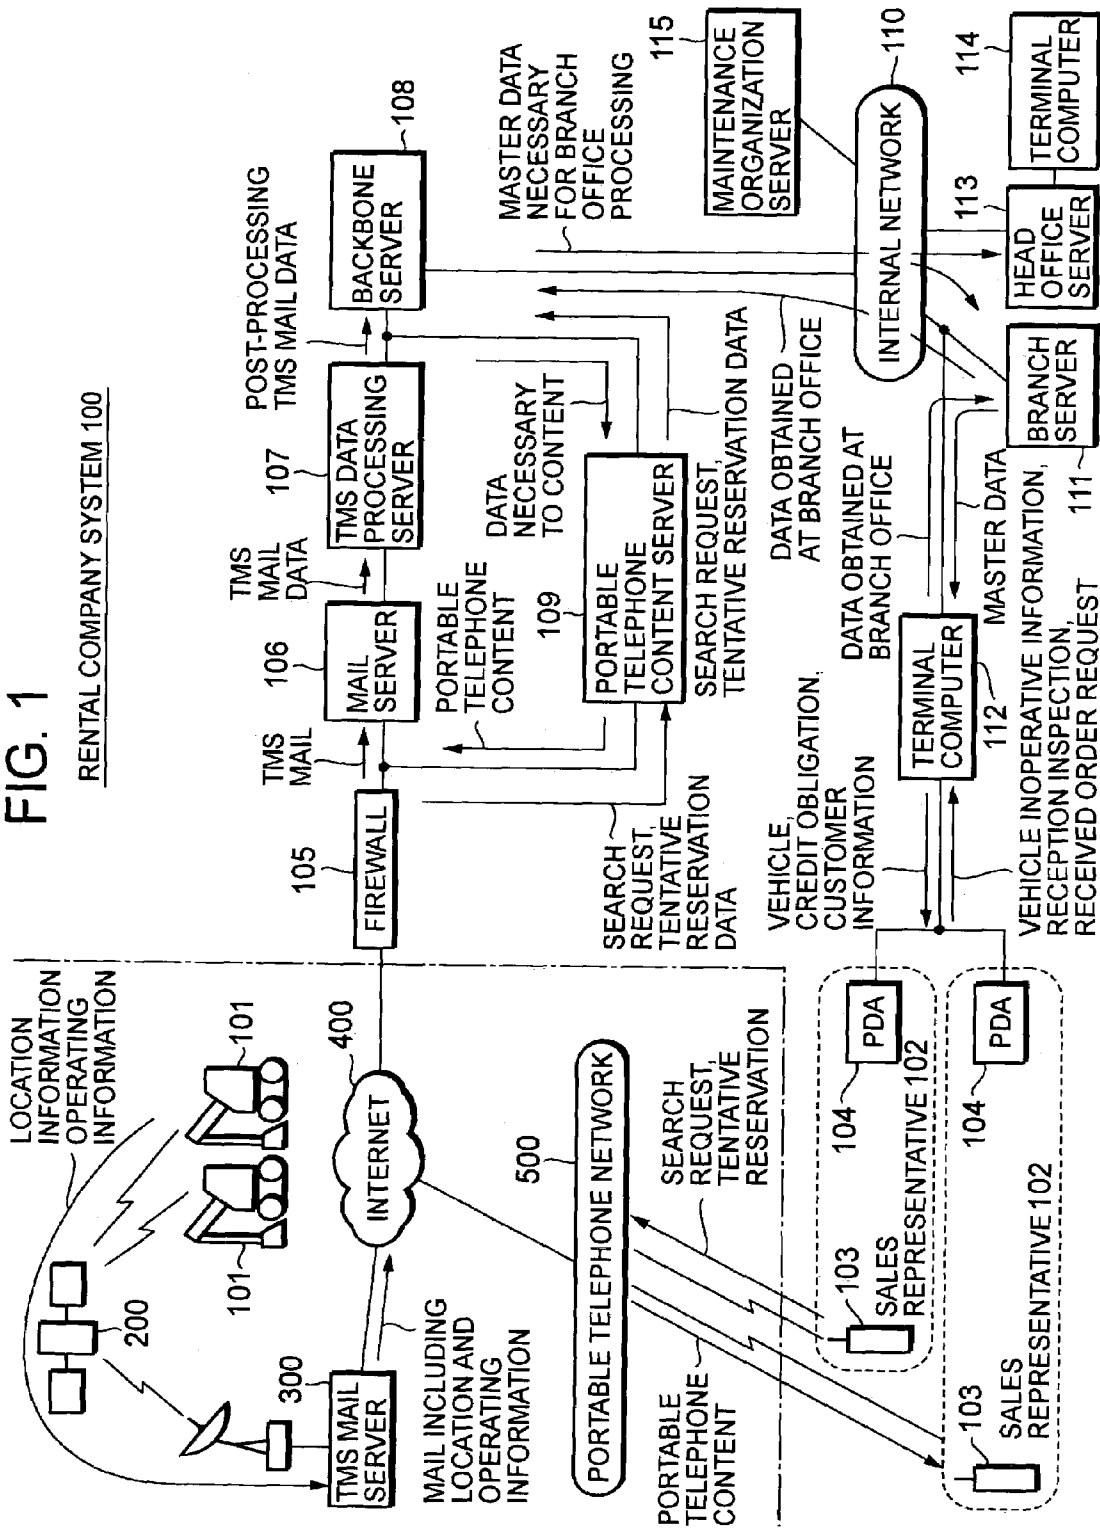 FIG. 1
RENTAL COMPANY SYSTEM 100
LOCATION
INFORMATION
OPERATING
INFORMATION
200
101
101
300
TMS MAIL
SERVER
MAIL INCLUDING
LOCATION AND
OPERATING
INFORMATION
400
INTERNET
105
FIREWALL
TMS
MAIL
106
MAIL
SERVER
TMS
MAIL
DATA
107
TMS DATA
PROCESSING
SERVER
POST-PROCESSING
TMS MAIL DATA
108
BACKBONE
SERVER
PORTABLE
TELEPHONE
CONTENT
DATA
NECESSARY
TO CONTENT
109
PORTABLE
TELEPHONE
CONTENT SERVER
SEARCH
REQUEST,
TENTATIVE
RESERVATION
DATA
SEARCH REQUEST,
TENTATIVE RESERVATION DATA
MASTER DATA
NECESSARY
FOR BRANCH
OFFICE
PROCESSING
500
PORTABLE TELEPHONE NETWORK
SEARCH
REQUEST,
TENTATIVE
RESERVATION
PORTABLE
TELEPHONE
CONTENT
115
MAINTENANCE
ORGANIZATION
SERVER
110
INTERNAL NETWORK
DATA OBTAINED
AT BRANCH OFFICE
DATA OBTAINED AT
BRANCH OFFICE
MASTER DATA
114
TERMINAL
COMPUTER
113
HEAD
OFFICE
SERVER
BRANCH
SERVER
111
TERMINAL
COMPUTER
112
VEHICLE,
CREDIT OBLIGATION,
CUSTOMER
INFORMATION
VEHICLE INOPERATIVE INFORMATION,
RECEPTION INSPECTION,
RECEIVED ORDER REQUEST
PDA
104
103
SALES
REPRESENTATIVE 102
PDA
104
103
SALES
REPRESENTATIVE 102